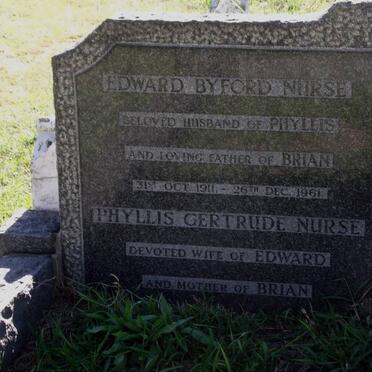 EDWARD BYFORD NURSE
BELOVED HUSBAND OF PHYLLIS
AND LOVING FATHER OF BRIAN
31ST OCT. 1911. - 26TH DEC. 1961.
PHYLLIS GERTRUDE NURSE
DEVOTED WIFE OF EDWARD
AND MOTHER OF BRIAN